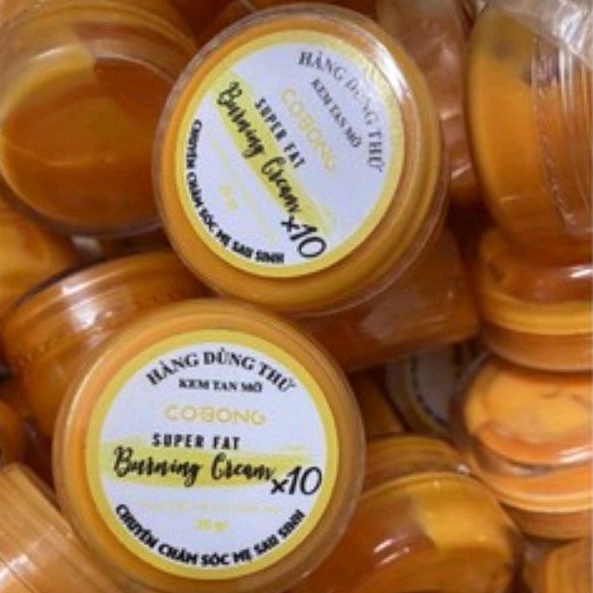 HÀNG DÙNG THỬ
KEM TAN MỠ
COBONG
SUPER FAT
Burning Cream
x10
CHUYÊN CHĂM SÓC MẸ SAU SINH
HÀNG DÙNG THỬ
KEM TAN MỠ
COBONG
SUPER FAT
Burning Cream
x10
20 gr
CHUYÊN CHĂM SÓC MẸ SAU SINH